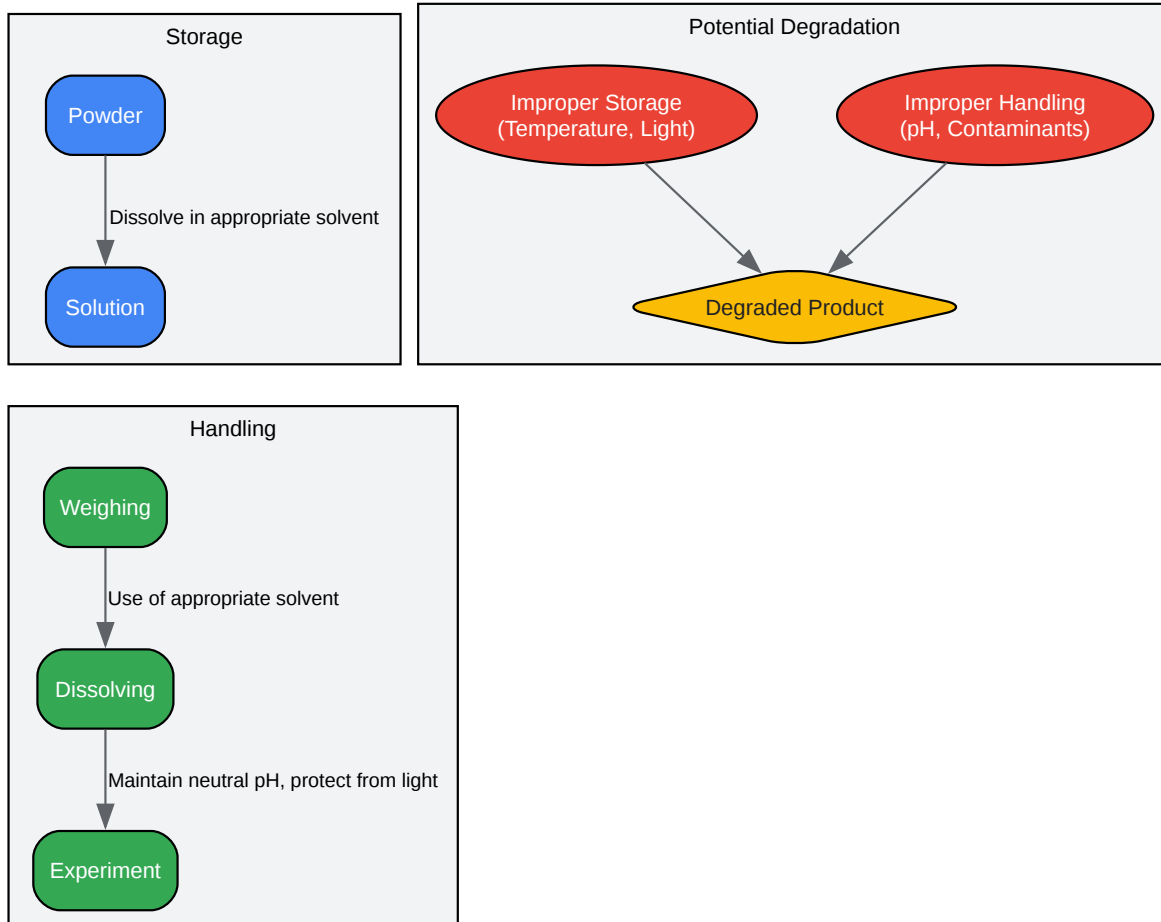 Storage
Powder
Dissolve in appropriate solvent
Solution
Potential Degradation
Improper Storage
(Temperature, Light)
Improper Handling
(pH, Contaminants)
Degraded Product
Handling
Weighing
Use of appropriate solvent
Dissolving
Maintain neutral pH, protect from light
Experiment